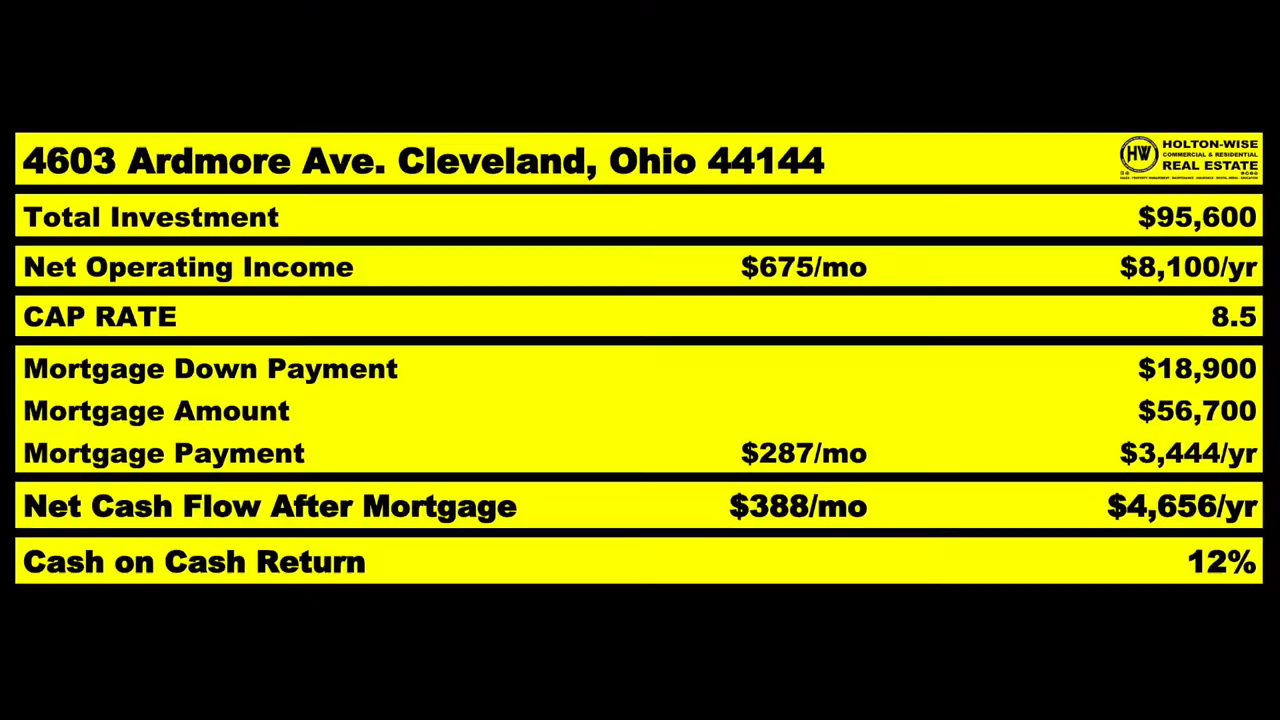 4603 Ardmore Ave. Cleveland, Ohio 44144
HW
HOLTON-WISE
COMMERCIAL & RESIDENTIAL
REAL ESTATE
Total Investment $95,600
Net Operating Income $675/mo $8,100/yr
CAP RATE 8.5
Mortgage Down Payment $18,900
Mortgage Amount $56,700
Mortgage Payment $287/mo $3,444/yr
Net Cash Flow After Mortgage $388/mo $4,656/yr
Cash on Cash Return 12%